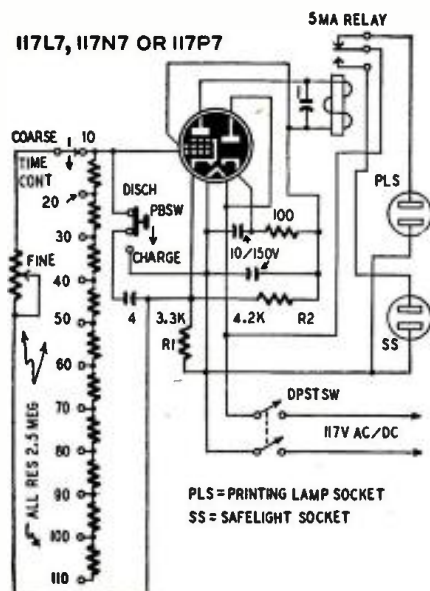 117L7, 117N7 OR 117P7
5MA RELAY
COARSE 1 10
TIME
CONT
20
30
FINE
40
50
60
70
80
90
100
110
ALL RES 2.5 MEG
DISCH
PBSW
CHARGE
4
3.3K
R1
100
10/150V
4.2K R2
1
PLS
SS
DPST SW
117V AC/DC
PLS = PRINTING LAMP SOCKET
SS = SAFELIGHT SOCKET